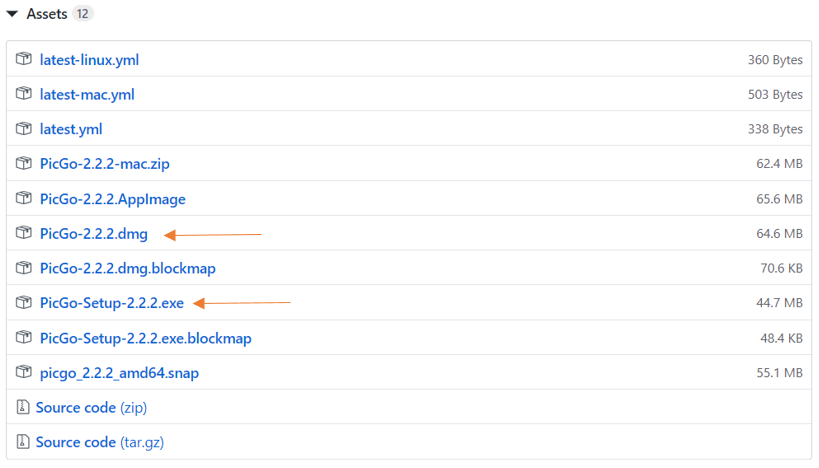 Assets 12
latest-linux.yml 360 Bytes
latest-mac.yml 503 Bytes
latest.yml 338 Bytes
PicGo-2.2.2-mac.zip 62.4 MB
PicGo-2.2.2.AppImage 65.6 MB
PicGo-2.2.2.dmg 64.6 MB
PicGo-2.2.2.dmg.blockmap 70.6 KB
PicGo-Setup-2.2.2.exe 44.7 MB
PicGo-Setup-2.2.2.exe.blockmap 48.4 KB
picgo_2.2.2_amd64.snap 55.1 MB
Source code (zip)
Source code (tar.gz)